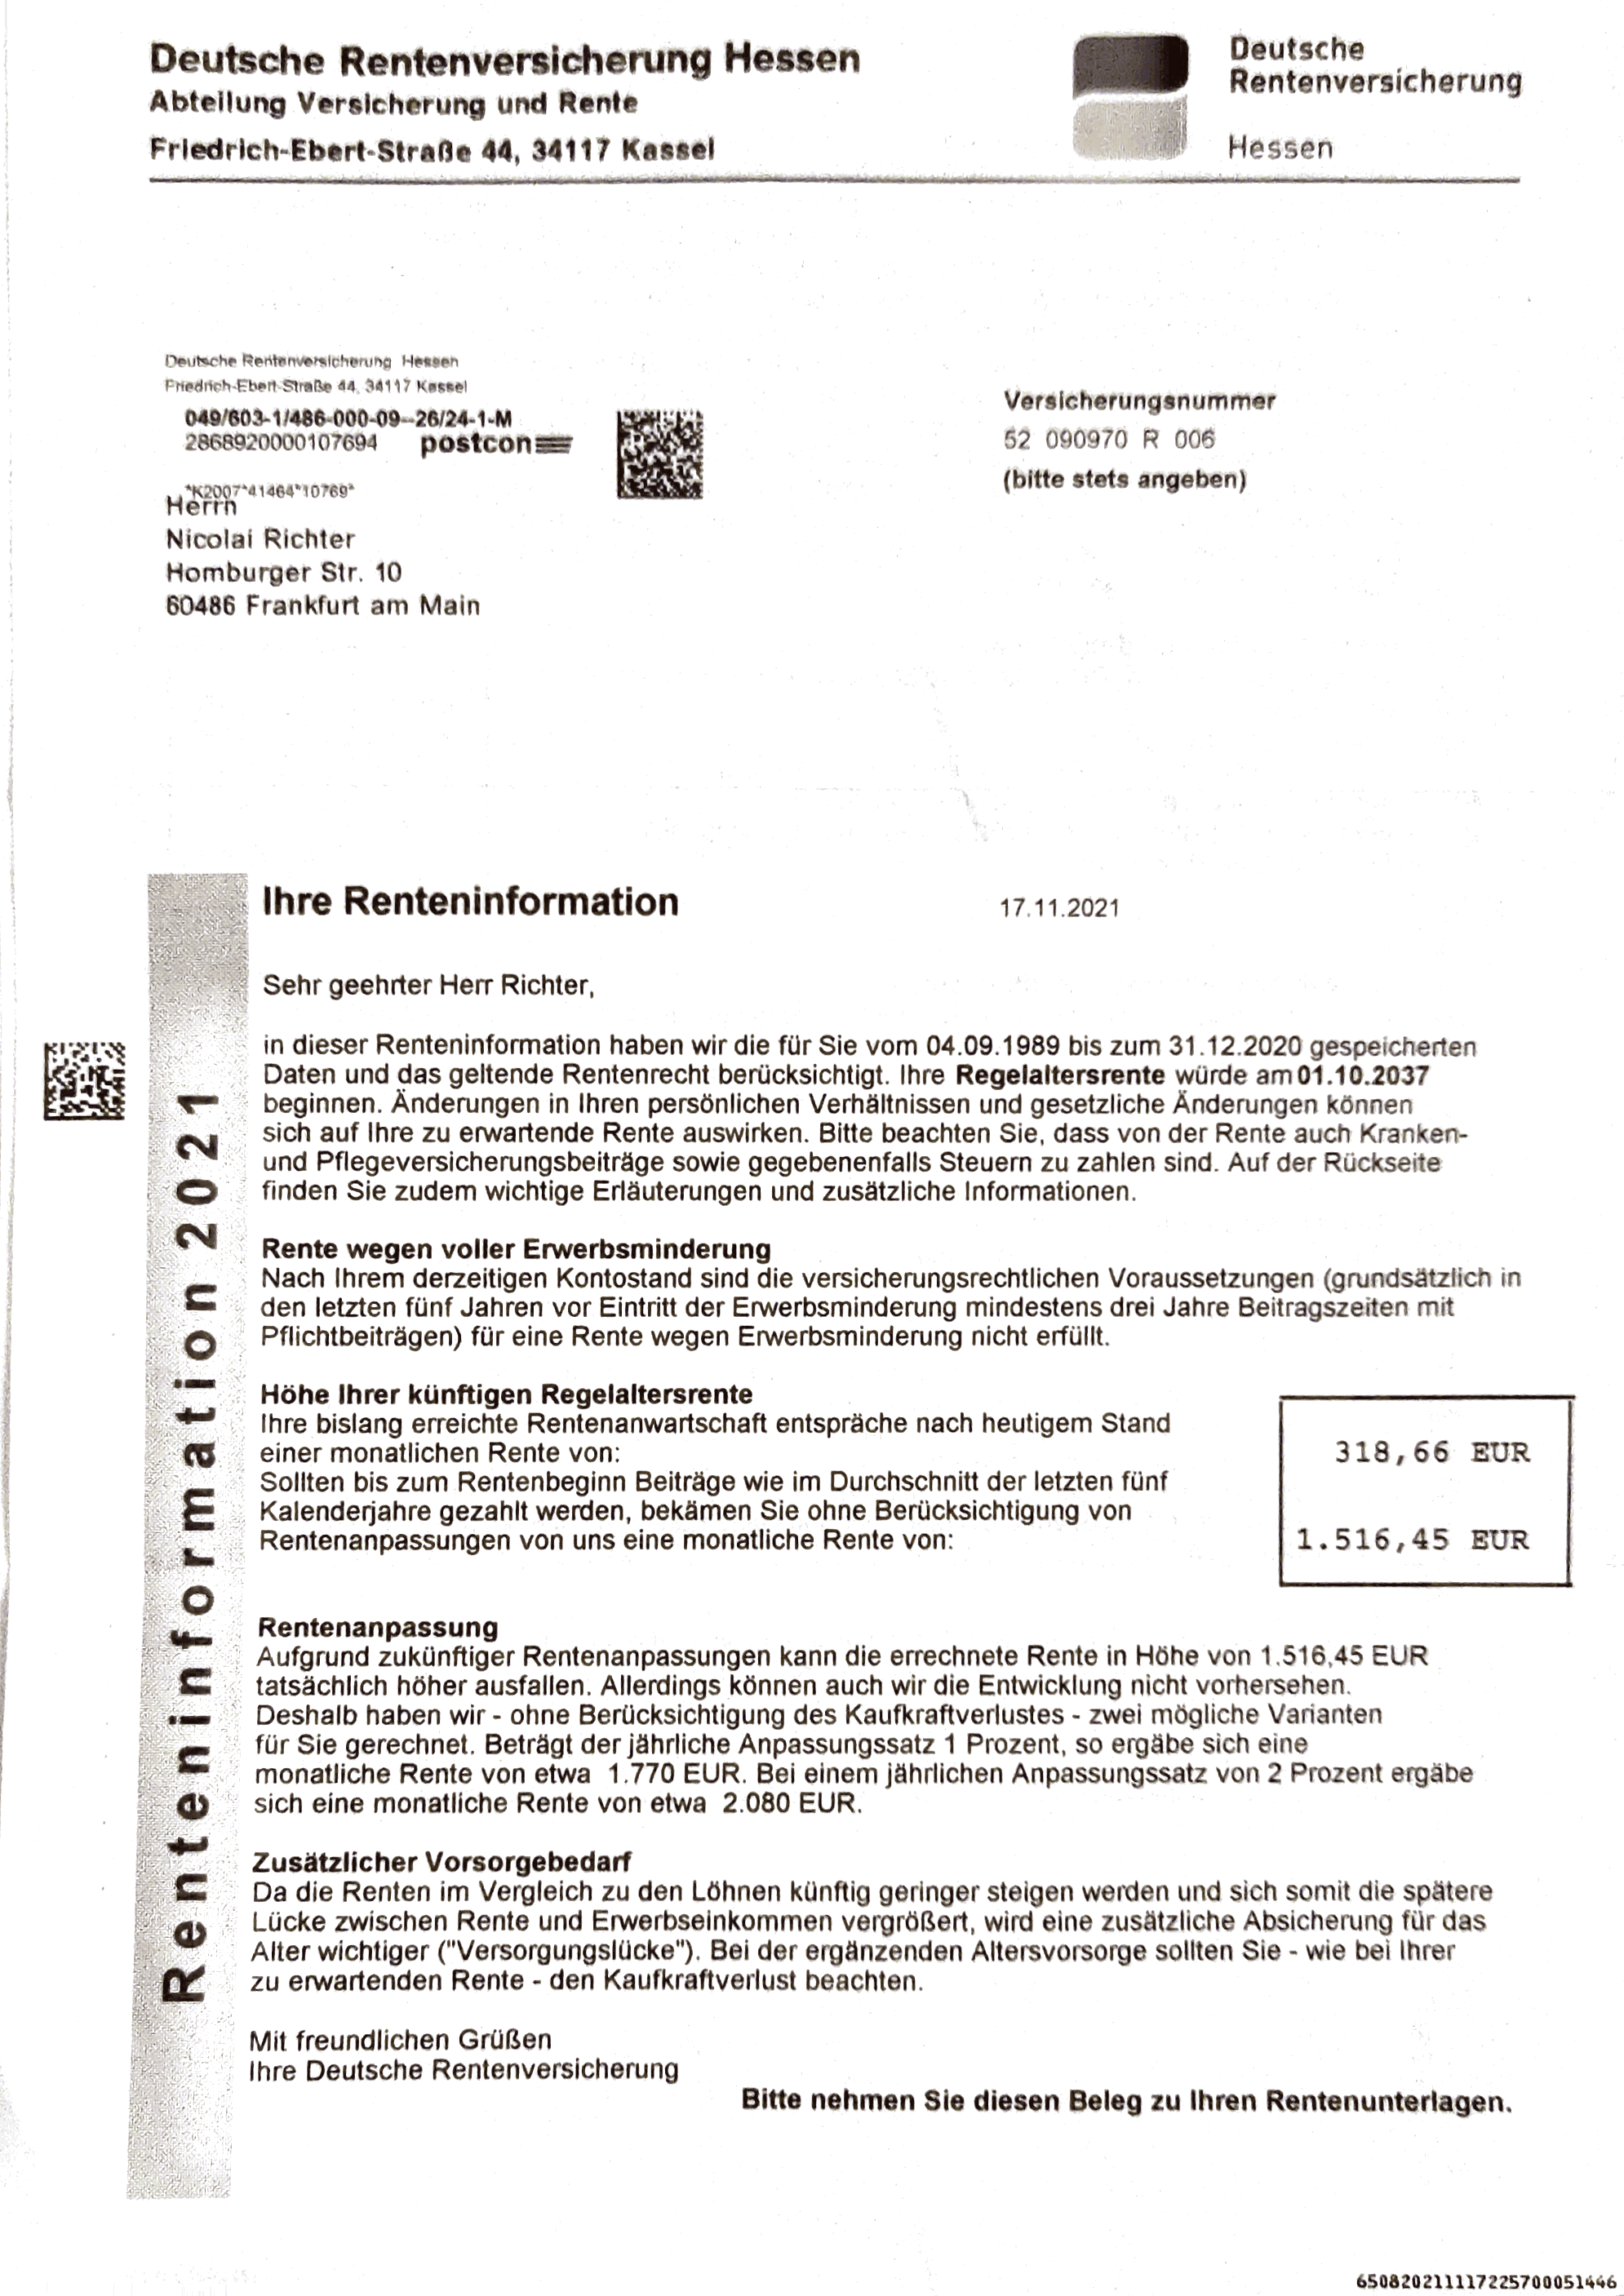 Deutsche Rentenversicherung Hessen
Abteilung Versicherung und Rente
Friedrich-Ebert-Straße 44, 34117 Kassel
Deutsche
Rentenversicherung
Hessen
Deutsche Rentenversicherung Hessen
Friedrich-Ebert-Straße 44, 34117 Kassel
049/603-1/486-000-09--26/24-1-M
2868920000107694 postcon
*K2007*41464*10769*
Herrn
Nicolai Richter
Homburger Str. 10
60486 Frankfurt am Main
Versicherungsnummer
52 090970 R 006
(bitte stets angeben)
Renteninformation 2021
Ihre Renteninformation 17.11.2021
Sehr geehrter Herr Richter,
in dieser Renteninformation haben wir die für Sie vom 04.09.1989 bis zum 31.12.2020 gespeicherten
Daten und das geltende Rentenrecht berücksichtigt. Ihre Regelaltersrente würde am 01.10.2037
beginnen. Änderungen in Ihren persönlichen Verhältnissen und gesetzliche Änderungen können
sich auf Ihre zu erwartende Rente auswirken. Bitte beachten Sie, dass von der Rente auch Kranken-
und Pflegeversicherungsbeiträge sowie gegebenenfalls Steuern zu zahlen sind. Auf der Rückseite
finden Sie zudem wichtige Erläuterungen und zusätzliche Informationen.
Rente wegen voller Erwerbsminderung
Nach Ihrem derzeitigen Kontostand sind die versicherungsrechtlichen Voraussetzungen (grundsätzlich in
den letzten fünf Jahren vor Eintritt der Erwerbsminderung mindestens drei Jahre Beitragszeiten mit
Pflichtbeiträgen) für eine Rente wegen Erwerbsminderung nicht erfüllt.
Höhe Ihrer künftigen Regelaltersrente
Ihre bislang erreichte Rentenanwartschaft entspräche nach heutigem Stand
einer monatlichen Rente von: 318,66 EUR
Sollten bis zum Rentenbeginn Beiträge wie im Durchschnitt der letzten fünf
Kalenderjahre gezahlt werden, bekämen Sie ohne Berücksichtigung von
Rentenanpassungen von uns eine monatliche Rente von: 1.516,45 EUR
Rentenanpassung
Aufgrund zukünftiger Rentenanpassungen kann die errechnete Rente in Höhe von 1.516,45 EUR
tatsächlich höher ausfallen. Allerdings können auch wir die Entwicklung nicht vorhersehen.
Deshalb haben wir - ohne Berücksichtigung des Kaufkraftverlustes - zwei mögliche Varianten
für Sie gerechnet. Beträgt der jährliche Anpassungssatz 1 Prozent, so ergäbe sich eine
monatliche Rente von etwa 1.770 EUR. Bei einem jährlichen Anpassungssatz von 2 Prozent ergäbe
sich eine monatliche Rente von etwa 2.080 EUR.
Zusätzlicher Vorsorgebedarf
Da die Renten im Vergleich zu den Löhnen künftig geringer steigen werden und sich somit die spätere
Lücke zwischen Rente und Erwerbseinkommen vergrößert, wird eine zusätzliche Absicherung für das
Alter wichtiger ("Versorgungslücke"). Bei der ergänzenden Altersvorsorge sollten Sie - wie bei Ihrer
zu erwartenden Rente - den Kaufkraftverlust beachten.
Mit freundlichen Grüßen
Ihre Deutsche Rentenversicherung
Bitte nehmen Sie diesen Beleg zu Ihren Rentenunterlagen.
6508202111117225700051446